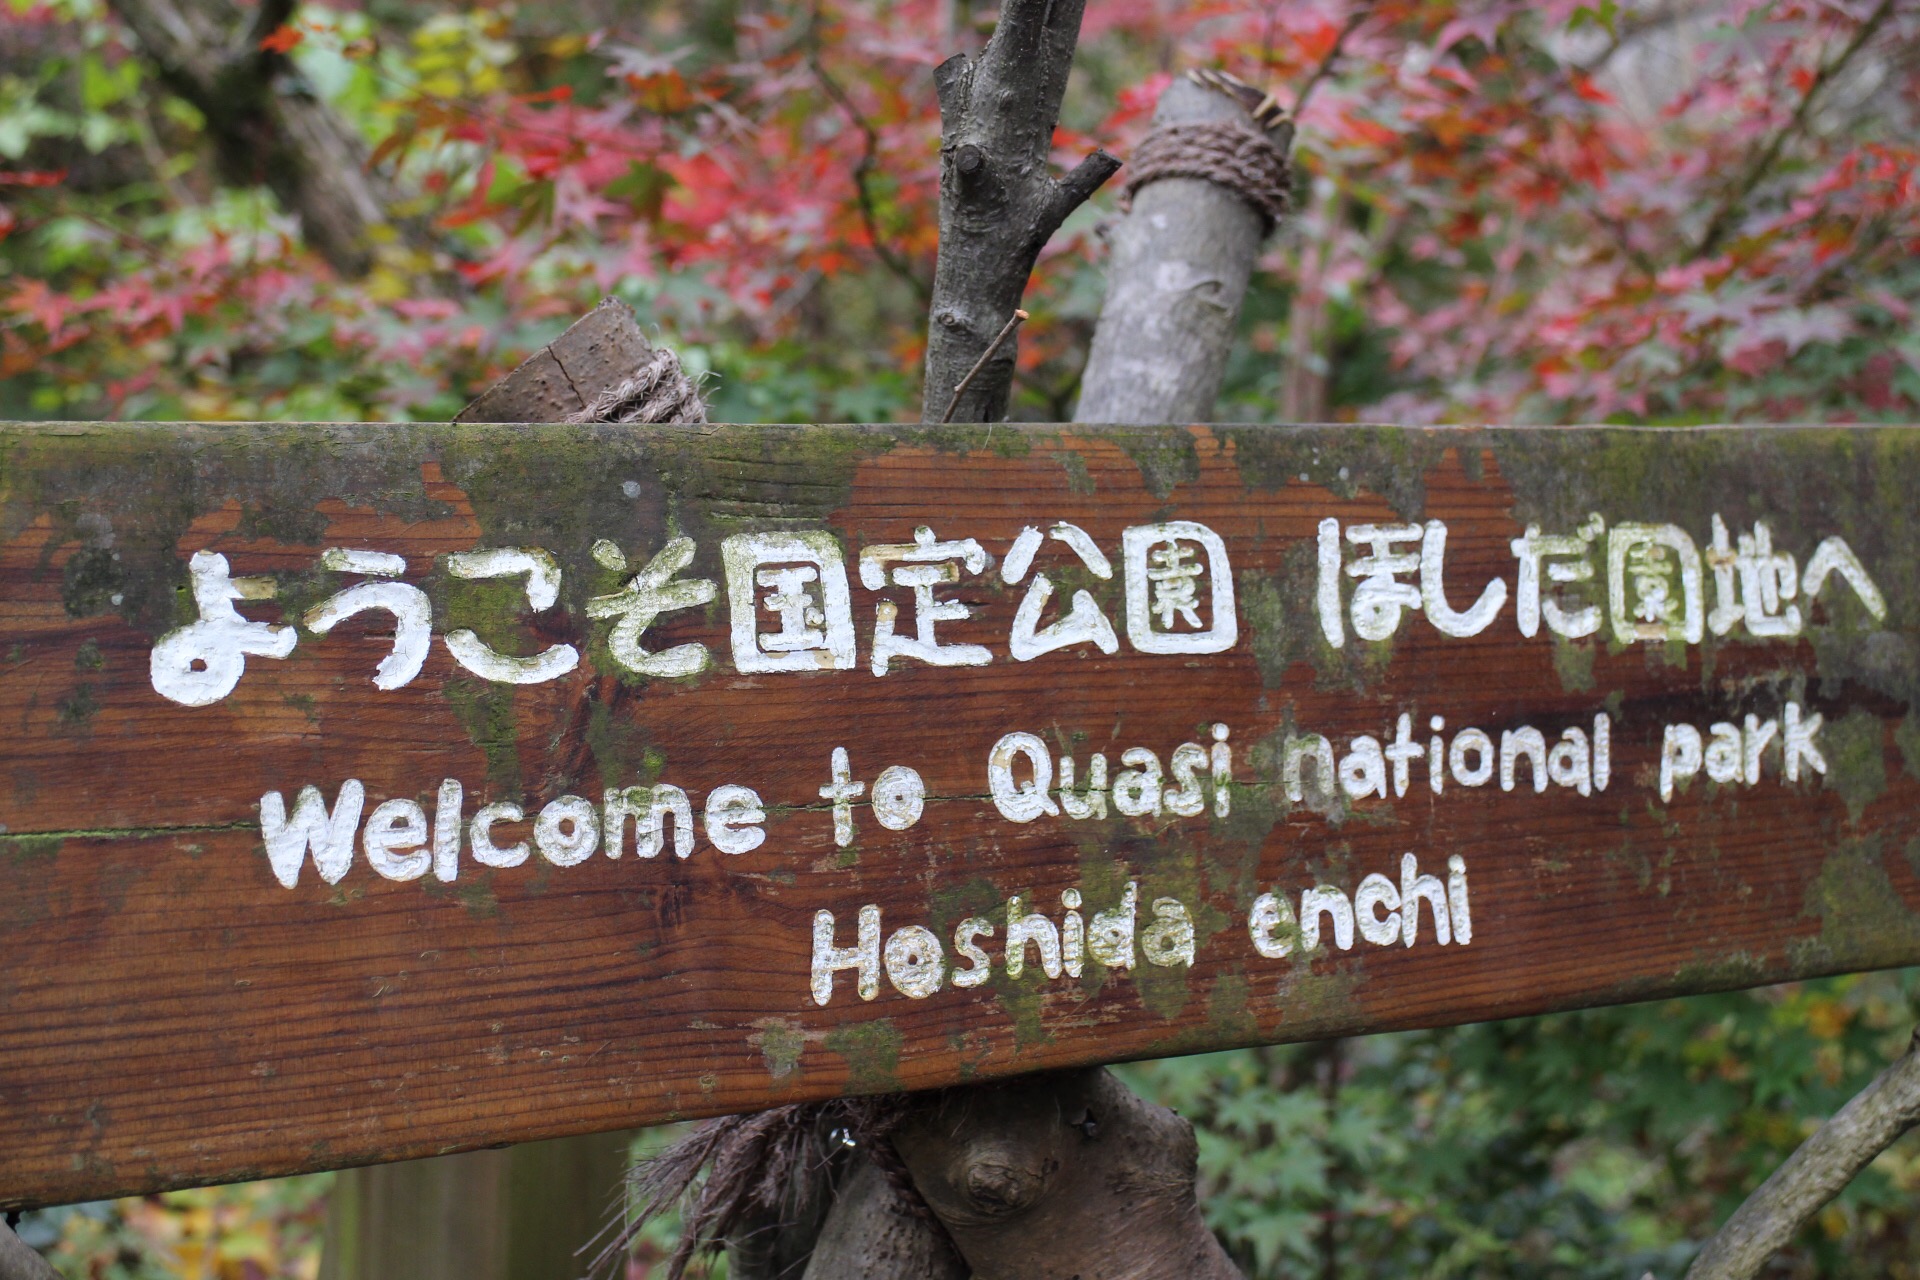 ようこそ国定公園 ほしだ園地へ
Welcome to Quasi national park
Hoshida enchi